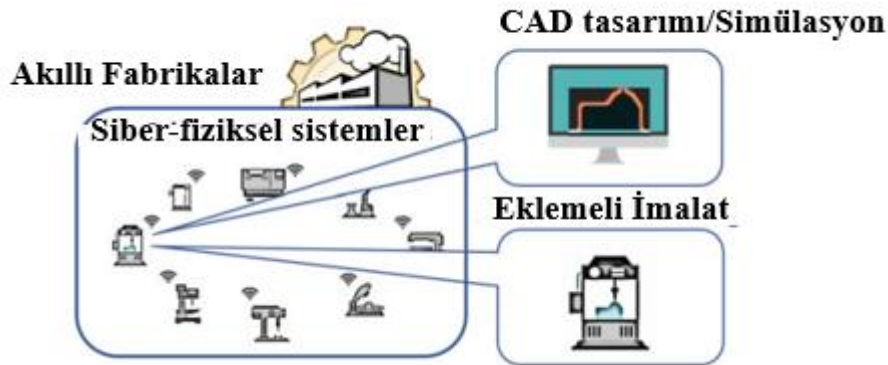 CAD tasarımı/Simülasyon
Akıllı Fabrikalar
Siber-fiziksel sistemler
Eklemeli İmalat